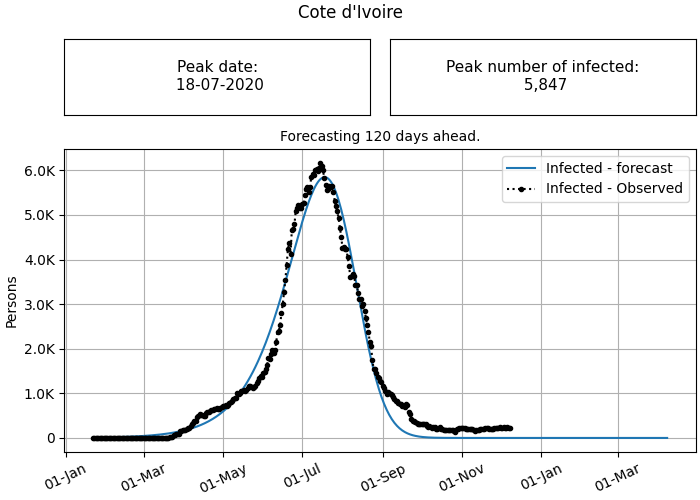 Cote d'Ivoire
Peak date:
18-07-2020
Peak number of infected:
5,847
Forecasting 120 days ahead.
Infected - forecast
Infected - Observed
6.0K
5.0K
4.0K
3.0K
2.0K
1.0K
0
Persons
01-Jan
01-Mar
01-May
01-Jul
01-Sep
01-Nov
01-Jan
01-Mar